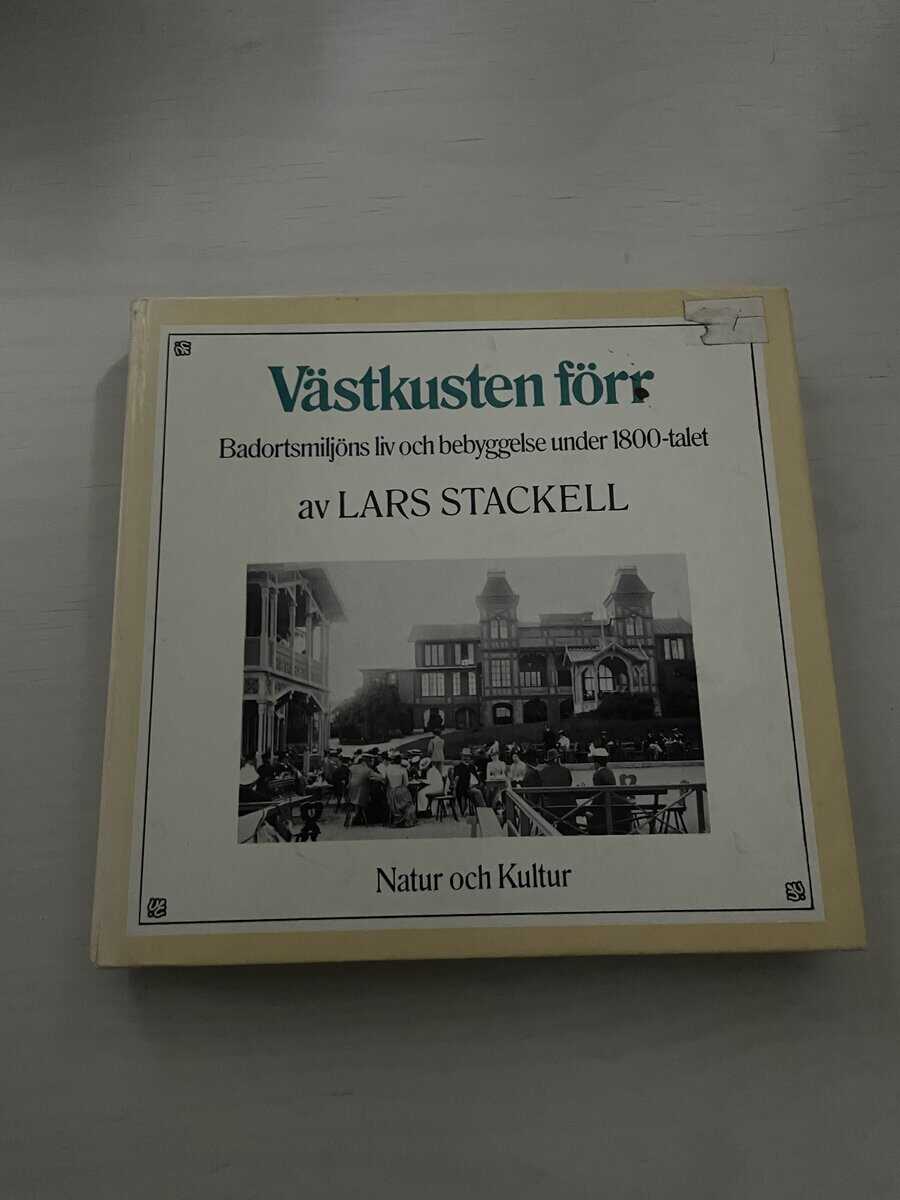 Västkusten förr
Badortsmiljöns liv och bebyggelse under 1800-talet
av LARS STACKELL
Natur och Kultur